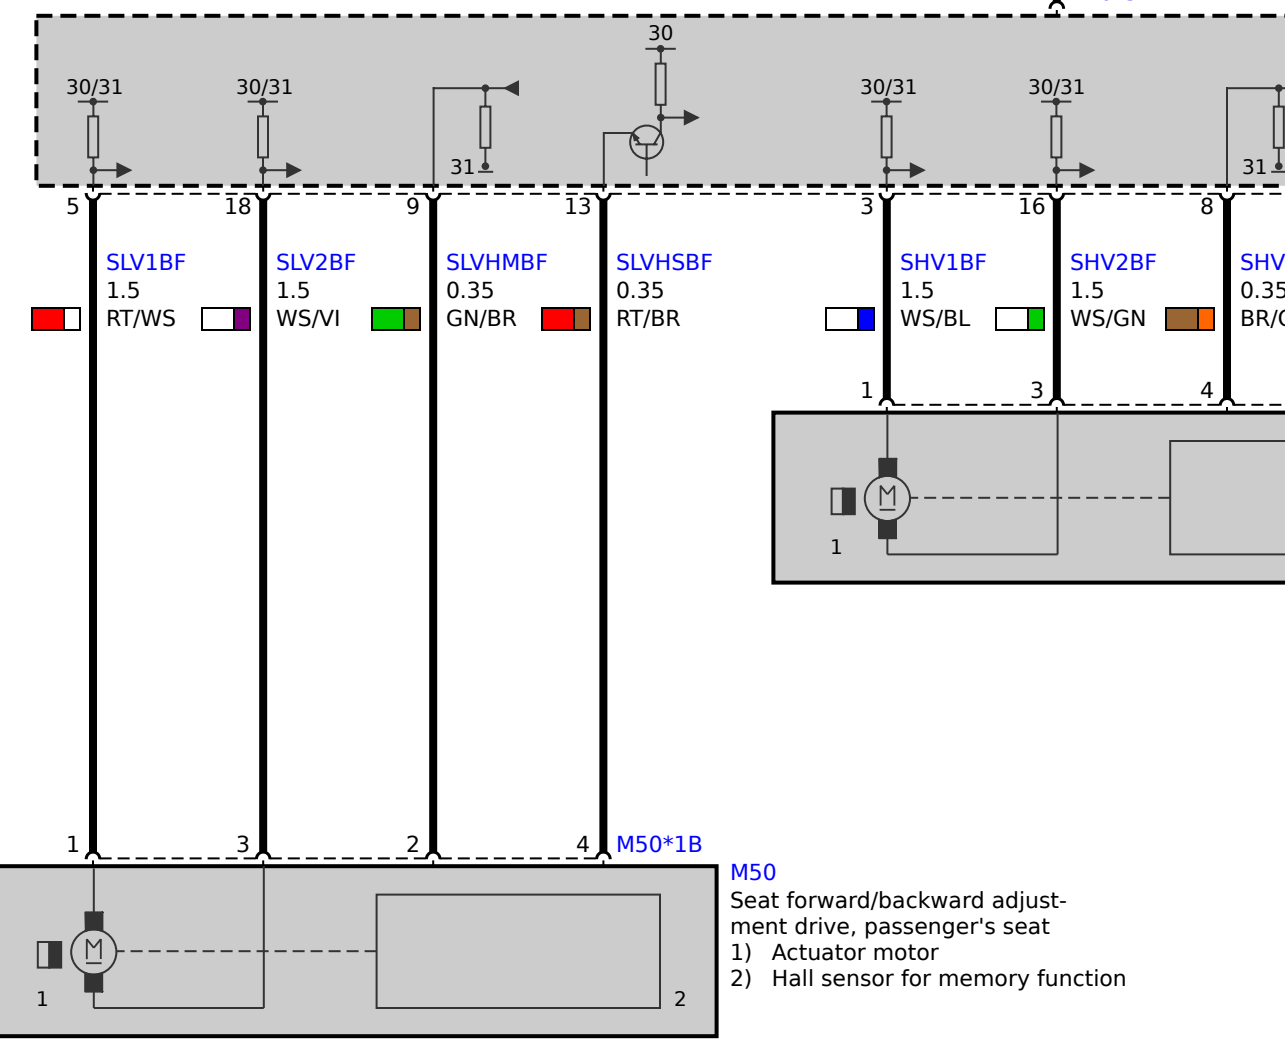 30
30/31
30/31
30/31
30/31
31
31
5
18
9
13
3
16
8
SLV1BF
SLV2BF
SLVHMBF
SLVHSBF
SHV1BF
SHV2BF
SHV
1.5
1.5
0.35
0.35
1.5
1.5
0.35
RT/WS
WS/VI
GN/BR
RT/BR
WS/BL
WS/GN
BR/
1
3
4
M
1
1
3
2
4
M50*1B
M50
Seat forward/backward adjust-
ment drive, passenger's seat
1) Actuator motor
2) Hall sensor for memory function
M
1
2